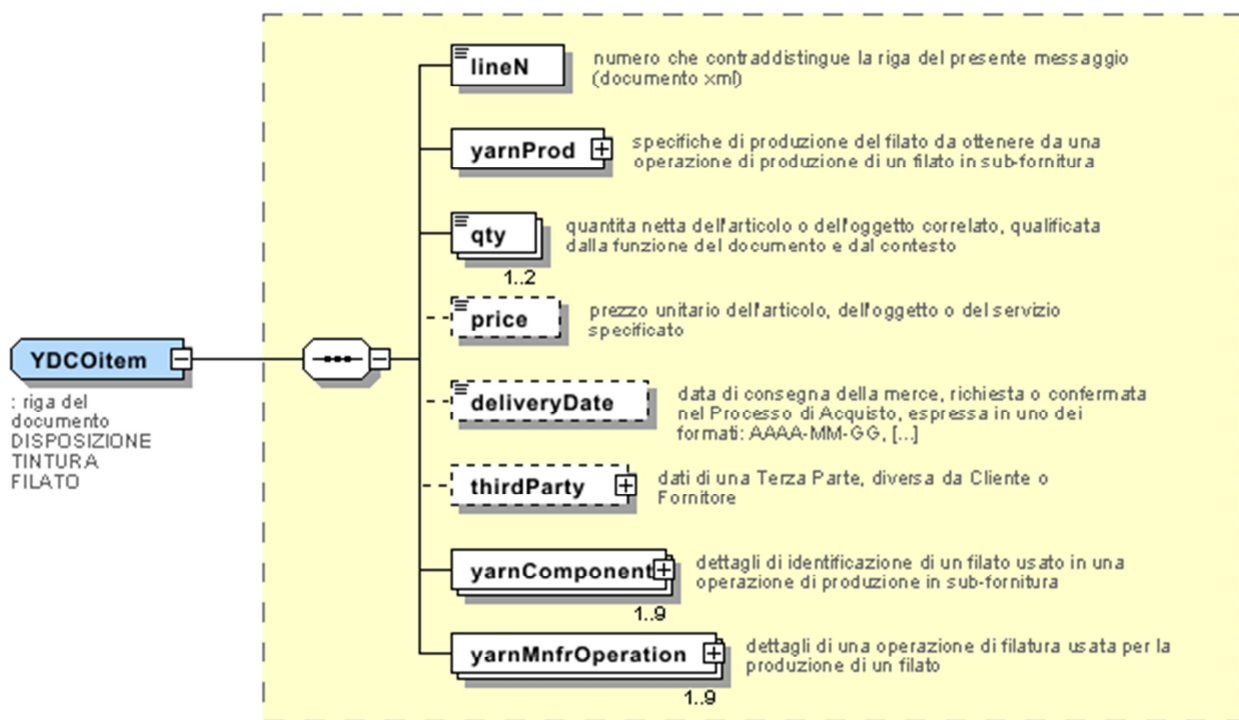 lineN
numero che contraddistingue la riga del presente messaggio
(documento xml)
yarnProd
specifiche di produzione del filato da ottenere da una
operazione di produzione di un filato in sub-fornitura
qty
quantita netta dell'articolo o dell'oggetto correlato, qualificata
dalla funzione del documento e dal contesto
1..2
price
prezzo unitario dell'articolo, dell'oggetto o del servizio
specificato
YDCOitem
: riga del
documento
DISPOSIZIONE
TINTURA
FILATO
deliveryDate
data di consegna della merce, richiesta o confermata
nel Processo di Acquisto, espressa in uno dei
formati: AAAA-MM-GG, [...]
thirdParty
dati di una Terza Parte, diversa da Cliente o
Fornitore
yarnComponent
dettagli di identificazione di un filato usato in una
operazione di produzione in sub-fornitura
1..9
yarnMnfrOperation
dettagli di una operazione di filatura usata per la
produzione di un filato
1..9